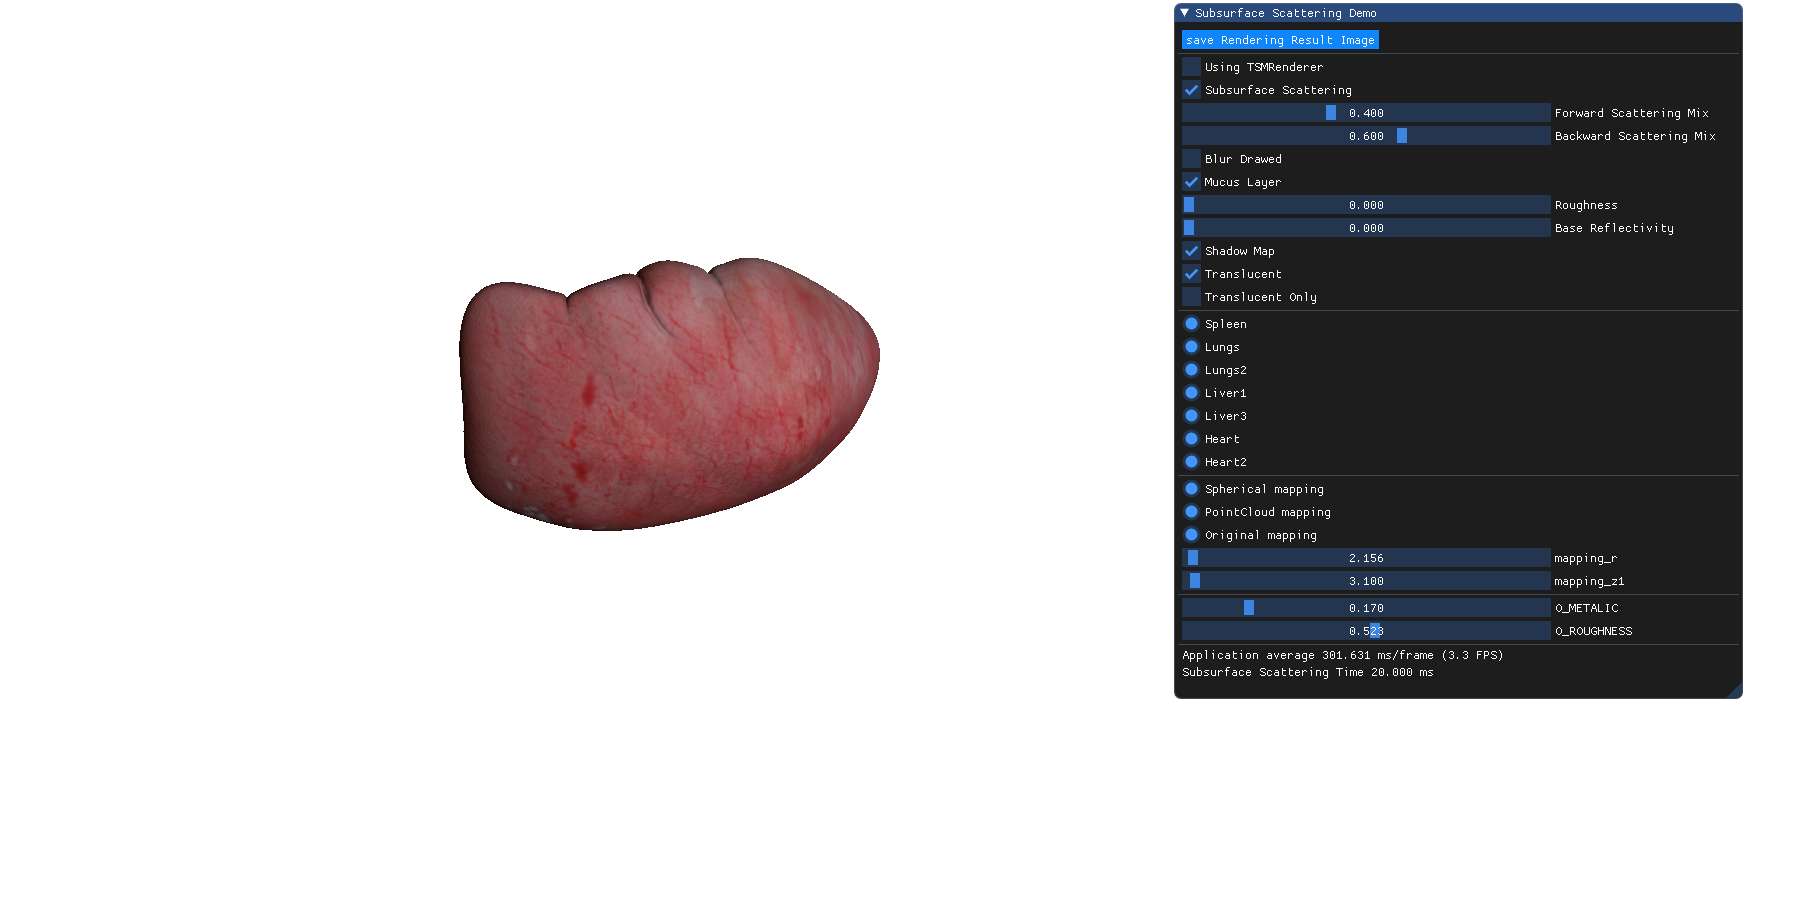 Subsurface Scattering Demo
save Rendering Result Image
Using TSMRenderer
Subsurface Scattering
0.400 Forward Scattering Mix
0.600 Backward Scattering Mix
Blur Drawed
Mucus Layer
0.000 Roughness
0.000 Base Reflectivity
Shadow Map
Translucent
Translucent Only
Spleen
Lungs
Lungs2
Liver1
Liver3
Heart
Heart2
Spherical mapping
PointCloud mapping
Original mapping
2.156 mapping_r
3.100 mapping_z1
0.170 O_METALIC
0.523 O_ROUGHNESS
Application average 301.631 ms/frame (3.3 FPS)
Subsurface Scattering Time 20.000 ms